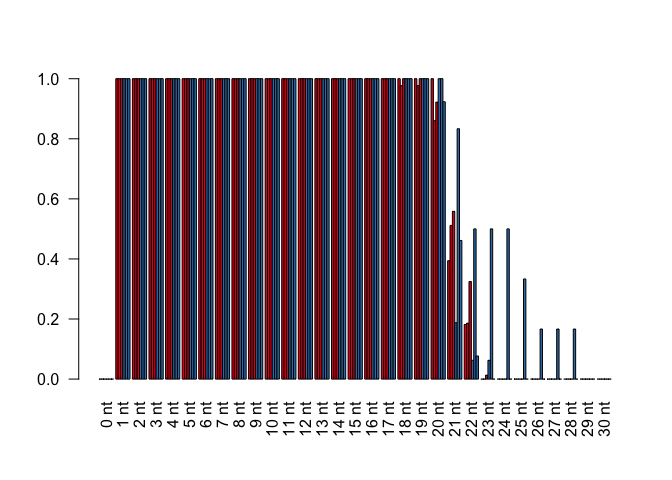 1.0
0.8
0.6
0.4
0.2
0.0
0 nt
1 nt
2 nt
3 nt
4 nt
5 nt
6 nt
7 nt
8 nt
9 nt
10 nt
11 nt
12 nt
13 nt
14 nt
15 nt
16 nt
17 nt
18 nt
19 nt
20 nt
21 nt
22 nt
23 nt
24 nt
25 nt
26 nt
27 nt
28 nt
29 nt
30 nt